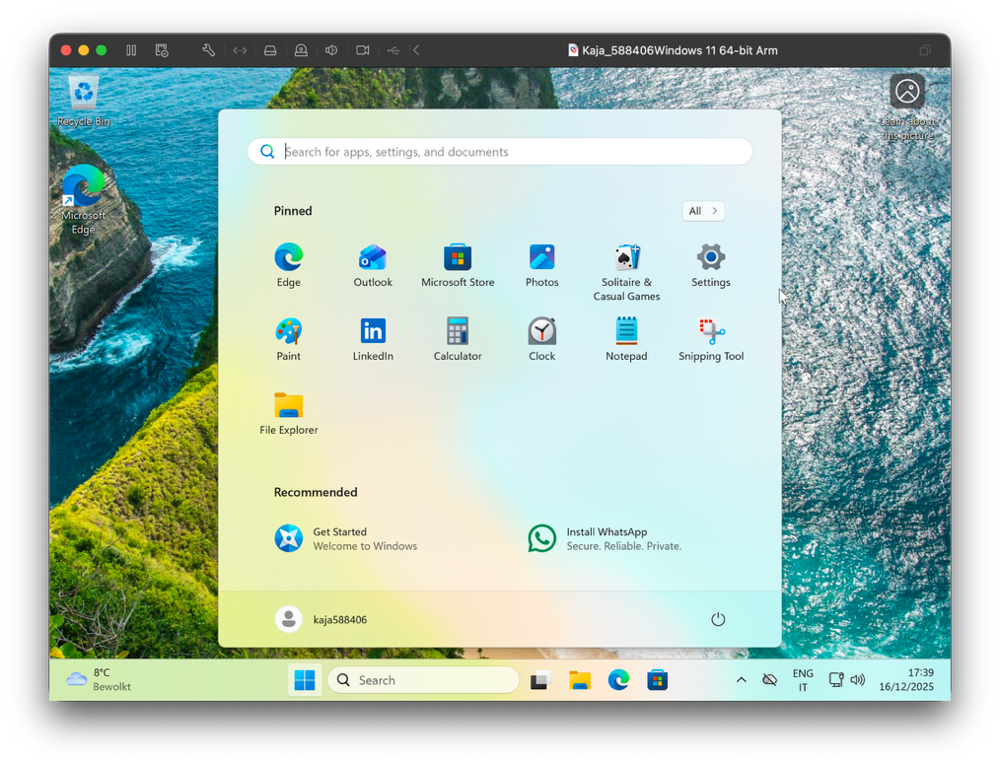 Kaja_588406Windows 11 64-bit Arm
Recycle Bin
Learn about
this picture
Microsoft
Edge
Search for apps, settings, and documents
Pinned
All
Edge
Outlook
Microsoft Store
Photos
Solitaire &
Casual Games
Settings
Paint
LinkedIn
Calculator
Clock
Notepad
Snipping Tool
File Explorer
Recommended
Get Started
Welcome to Windows
Install WhatsApp
Secure. Reliable. Private.
kaja588406
8°C
Bewolkt
Search
ENG
IT
17:39
16/12/2025